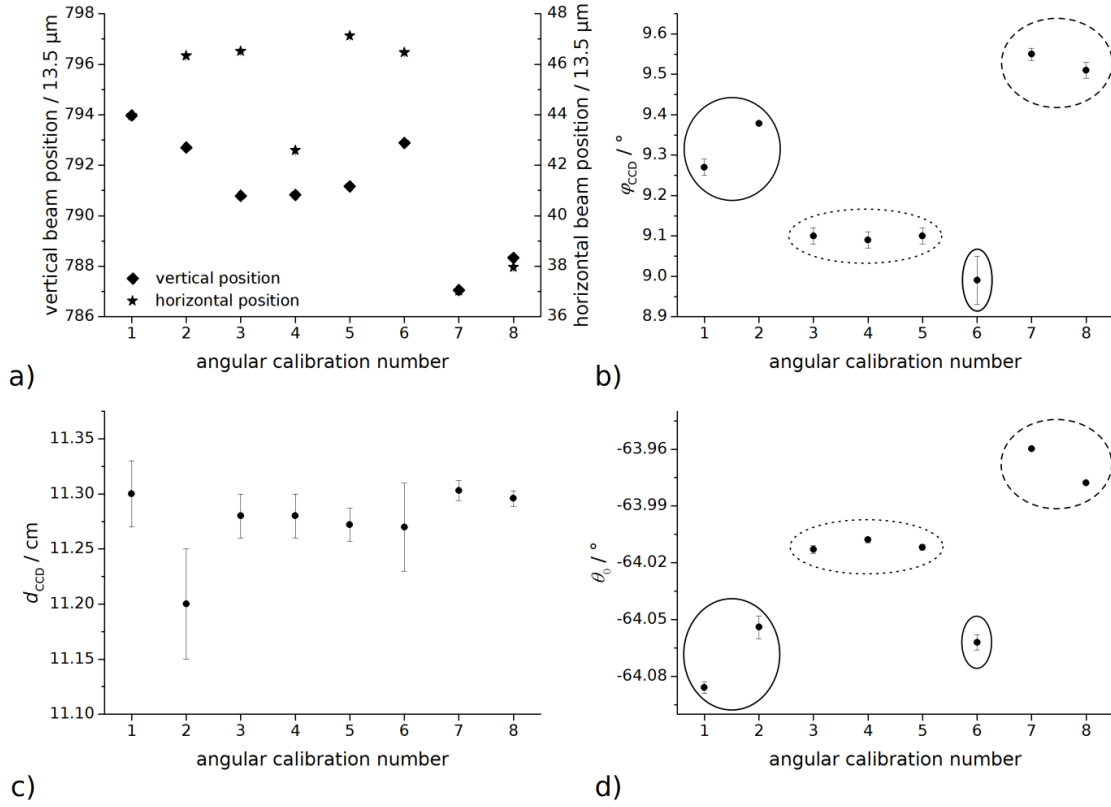 798
796
794
792
790
788
786
48
46
44
42
40
38
36
vertical beam position / 13.5 μm
horizontal beam position / 13.5 μm
vertical position
horizontal position
1 2 3 4 5 6 7 8
angular calibration number
a)
9.6
9.5
9.4
9.3
9.2
9.1
9.0
8.9
φCCD / °
1 2 3 4 5 6 7 8
angular calibration number
b)
11.35
11.30
11.25
11.20
11.15
11.10
dCCD / cm
1 2 3 4 5 6 7 8
angular calibration number
c)
-63.96
-63.99
-64.02
-64.05
-64.08
θ0 / °
1 2 3 4 5 6 7 8
angular calibration number
d)